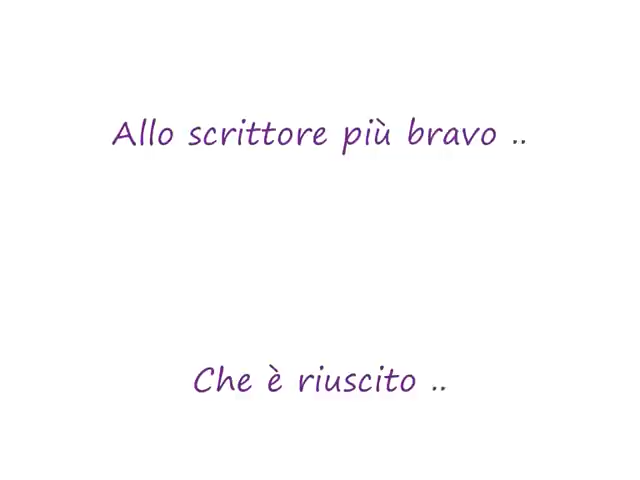 Allo scrittore più bravo ..
Che è riuscito ..